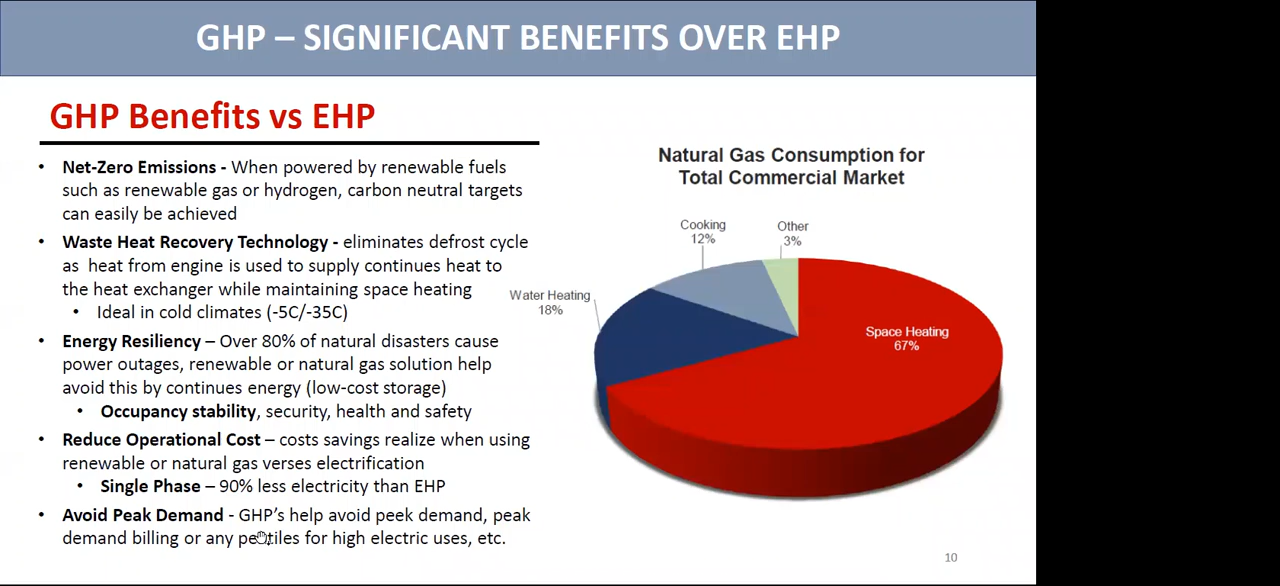 GHP – SIGNIFICANT BENEFITS OVER EHP
GHP Benefits vs EHP
• Net-Zero Emissions - When powered by renewable fuels
such as renewable gas or hydrogen, carbon neutral targets
can easily be achieved
• Waste Heat Recovery Technology - eliminates defrost cycle
as heat from engine is used to supply continues heat to
the heat exchanger while maintaining space heating
• Ideal in cold climates (-5C/-35C)
• Energy Resiliency – Over 80% of natural disasters cause
power outages, renewable or natural gas solution help
avoid this by continues energy (low-cost storage)
• Occupancy stability, security, health and safety
• Reduce Operational Cost – costs savings realize when using
renewable or natural gas verses electrification
• Single Phase – 90% less electricity than EHP
• Avoid Peak Demand - GHP's help avoid peek demand, peak
demand billing or any for high electric uses, etc.
Natural Gas Consumption for
Total Commercial Market
Cooking
12%
Other
3%
Water Heating
18%
Space Heating
67%
10